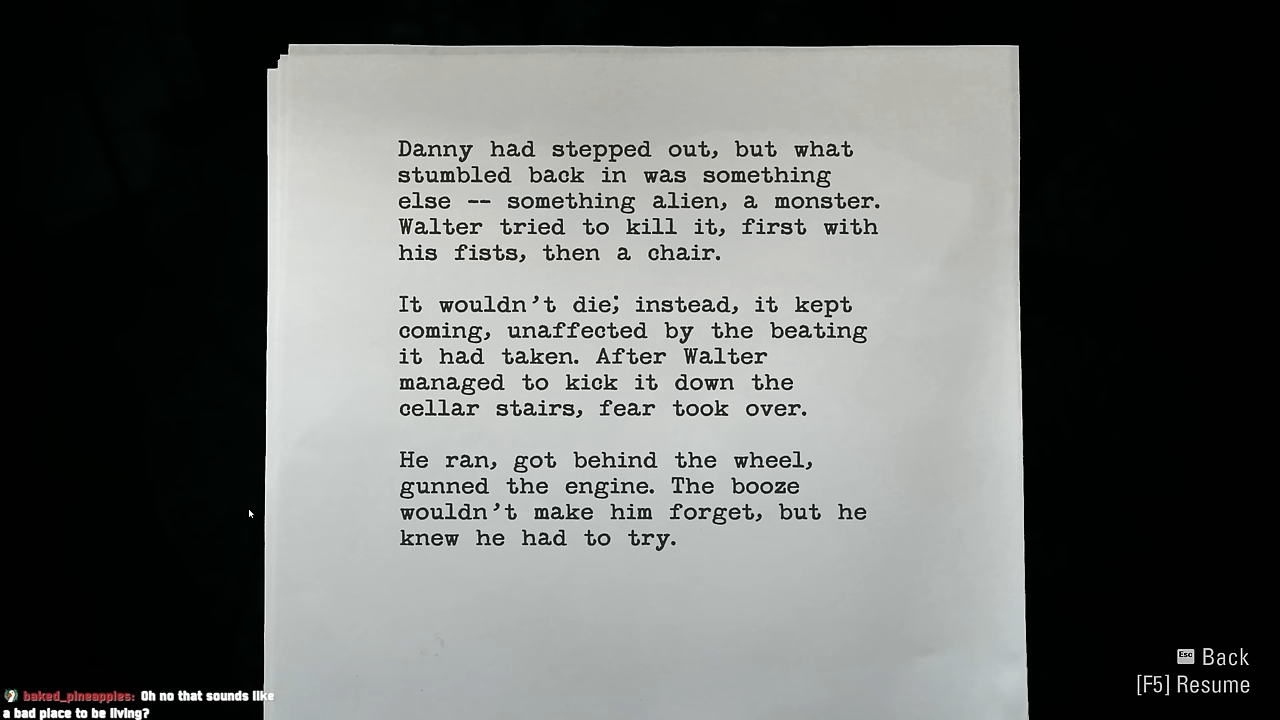 Danny had stepped out, but what
stumbled back in was something
else -- something alien, a monster.
Walter tried to kill it, first with
his fists, then a chair.
It wouldn't die; instead, it kept
coming, unaffected by the beating
it had taken. After Walter
managed to kick it down the
cellar stairs, fear took over.
He ran, got behind the wheel,
gunned the engine. The booze
wouldn't make him forget, but he
knew he had to try.
Esc Back
[F5] Resume
baked_pineapples: Oh no that sounds like
a bad place to be living?